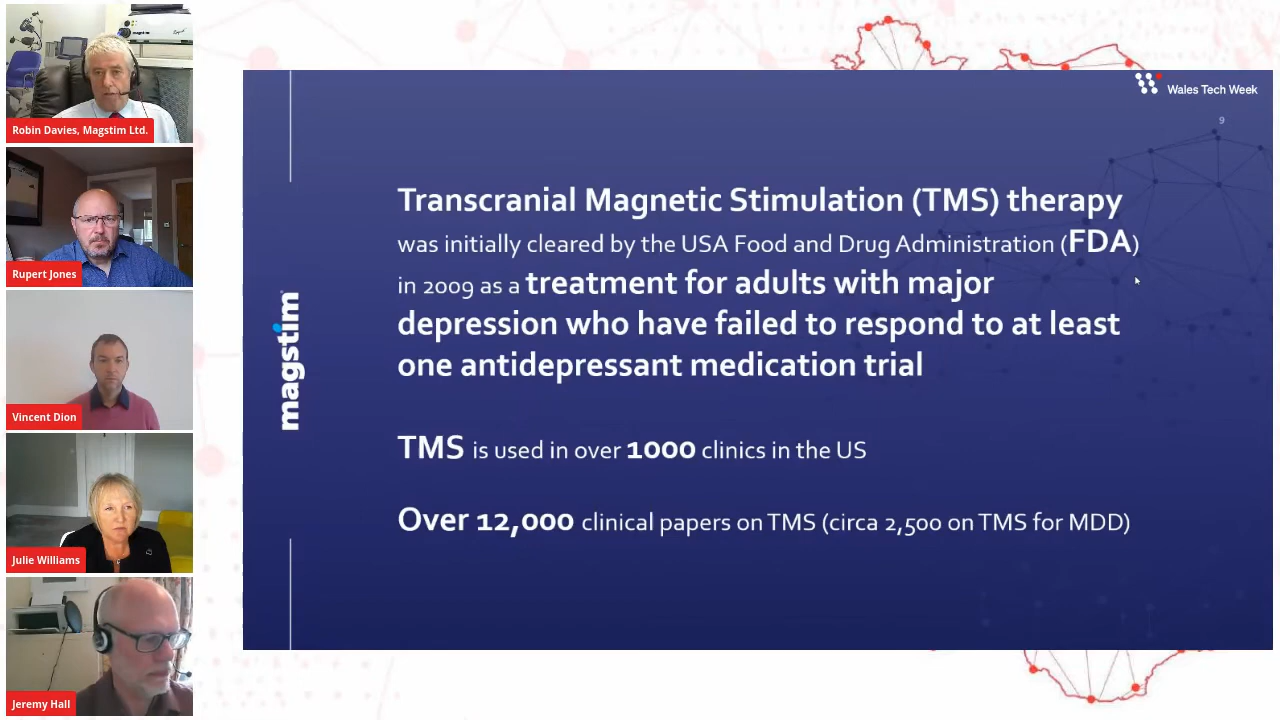 magstim
Robin Davies, Magstim Ltd.
Rupert Jones
Vincent Dion
Julie Williams
Jeremy Hall
Wales Tech Week
9
magstim
Transcranial Magnetic Stimulation (TMS) therapy
was initially cleared by the USA Food and Drug Administration (FDA)
in 2009 as a treatment for adults with major
depression who have failed to respond to at least
one antidepressant medication trial
TMS is used in over 1000 clinics in the US
Over 12,000 clinical papers on TMS (circa 2,500 on TMS for MDD)